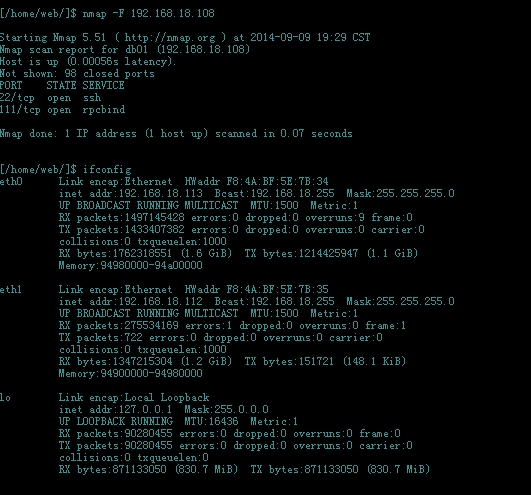 [/home/web/]$ nmap -F 192.168.18.108
Starting Nmap 5.51 ( http://nmap.org ) at 2014-09-09 19:29 CST
Nmap scan report for db01 (192.168.18.108)
Host is up (0.00056s latency).
Not shown: 98 closed ports
PORT    STATE SERVICE
22/tcp  open  ssh
111/tcp open  rpcbind
Nmap done: 1 IP address (1 host up) scanned in 0.07 seconds
[/home/web/]$ ifconfig
eth0      Link encap:Ethernet  HWaddr F8:4A:BF:5E:7B:34
inet addr:192.168.18.113  Bcast:192.168.18.255  Mask:255.255.255.0
UP BROADCAST RUNNING MULTICAST  MTU:1500  Metric:1
RX packets:1497145428 errors:0 dropped:0 overruns:9 frame:0
TX packets:1433407382 errors:0 dropped:0 overruns:0 carrier:0
collisions:0 txqueuelen:1000
RX bytes:1762318551 (1.6 GiB)  TX bytes:1214425947 (1.1 GiB)
Memory:94980000-94a00000
eth1      Link encap:Ethernet  HWaddr F8:4A:BF:5E:7B:35
inet addr:192.168.18.112  Bcast:192.168.18.255  Mask:255.255.255.0
UP BROADCAST RUNNING MULTICAST  MTU:1500  Metric:1
RX packets:275534169 errors:1 dropped:0 overruns:0 frame:1
TX packets:722 errors:0 dropped:0 overruns:0 carrier:0
collisions:0 txqueuelen:1000
RX bytes:1347215304 (1.2 GiB)  TX bytes:151721 (148.1 KiB)
Memory:94900000-94980000
lo        Link encap:Local Loopback
inet addr:127.0.0.1  Mask:255.0.0.0
UP LOOPBACK RUNNING  MTU:16436  Metric:1
RX packets:90280455 errors:0 dropped:0 overruns:0 frame:0
TX packets:90280455 errors:0 dropped:0 overruns:0 carrier:0
collisions:0 txqueuelen:0
RX bytes:871133050 (830.7 MiB)  TX bytes:871133050 (830.7 MiB)